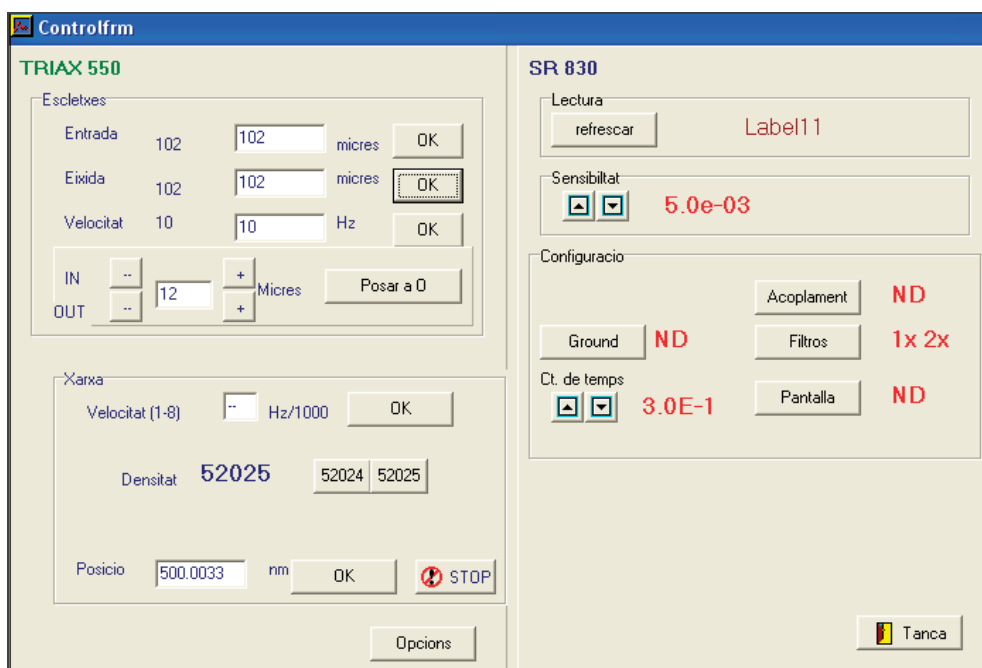 Controlfrm
TRIAX 550
Escletxes
Entrada 102 102 micres OK
Eixida 102 102 micres OK
Velocitat 10 10 Hz OK
IN -- + 
12 Micres Posar a 0
OUT -- +
Xarxa
Velocitat (1-8) -- Hz/1000 OK
Densitat 52025 52024 52025
Posicio 500.0033 nm OK STOP
Opcions
SR 830
Lectura
refrescar Label11
Sensibiltat
5.0e-03
Configuracio
Acoplament ND
Ground ND Filtros 1x 2x
Ct. de temps
3.0E-1 Pantalla ND
Tanca